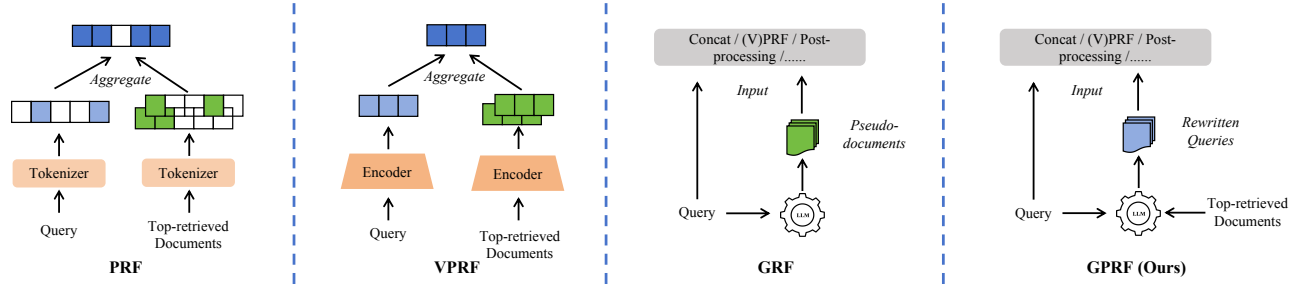 Aggregate
Tokenizer
Tokenizer
Query
Top-retrieved
Documents
PRF
Aggregate
Encoder
Encoder
Query
Top-retrieved
Documents
VPRF
Concat / (V)PRF / Post-
processing /......
Input
Pseudo-
documents
Query
LLM
GRF
Concat / (V)PRF / Post-
processing /......
Input
Rewritten
Queries
Query
LLM
Top-retrieved
Documents
GPRF (Ours)